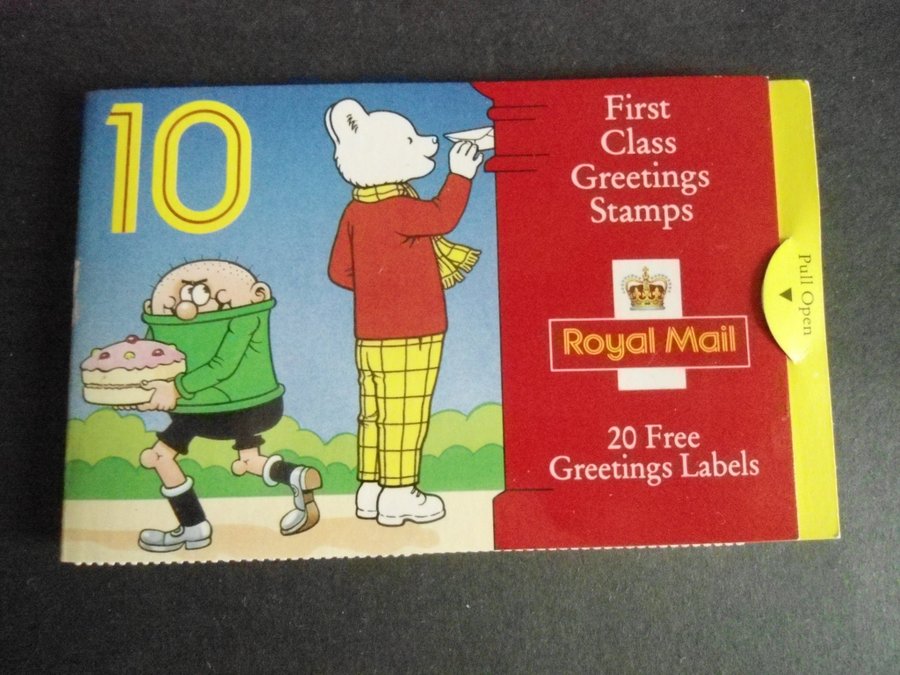 10
First
Class
Greetings
Stamps
Royal Mail
20 Free
Greetings Labels
Pull Open